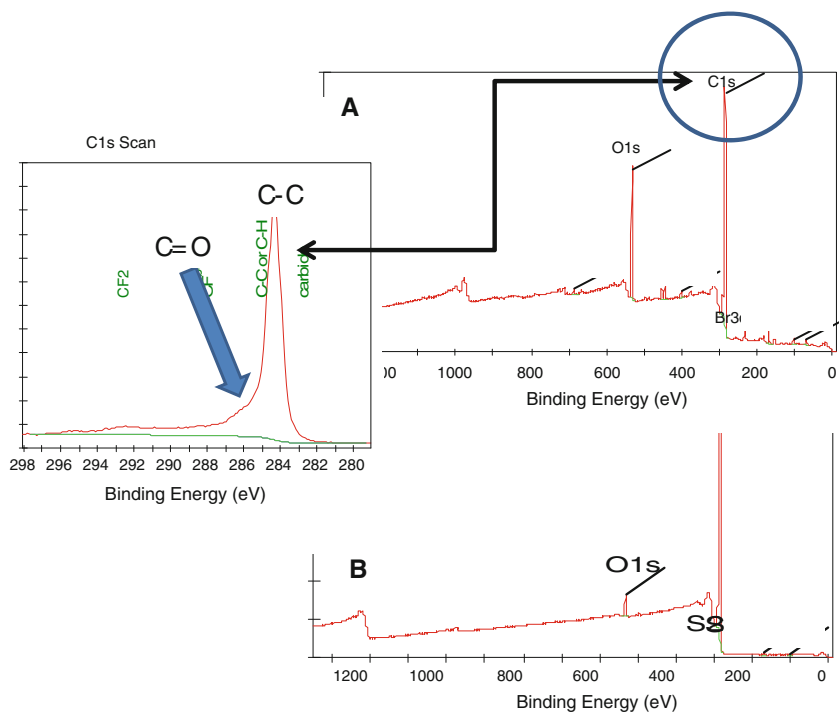 A
C1s
O1s
Br3
00 1000 800 600 400 200 0
Binding Energy (eV)
C1s Scan
C-C
C=O
CF2
C-C or C-H
carbide
298 296 294 292 290 288 286 284 282 280
Binding Energy (eV)
B
O1s
1200 1000 800 600 400 200 0
Binding Energy (eV)